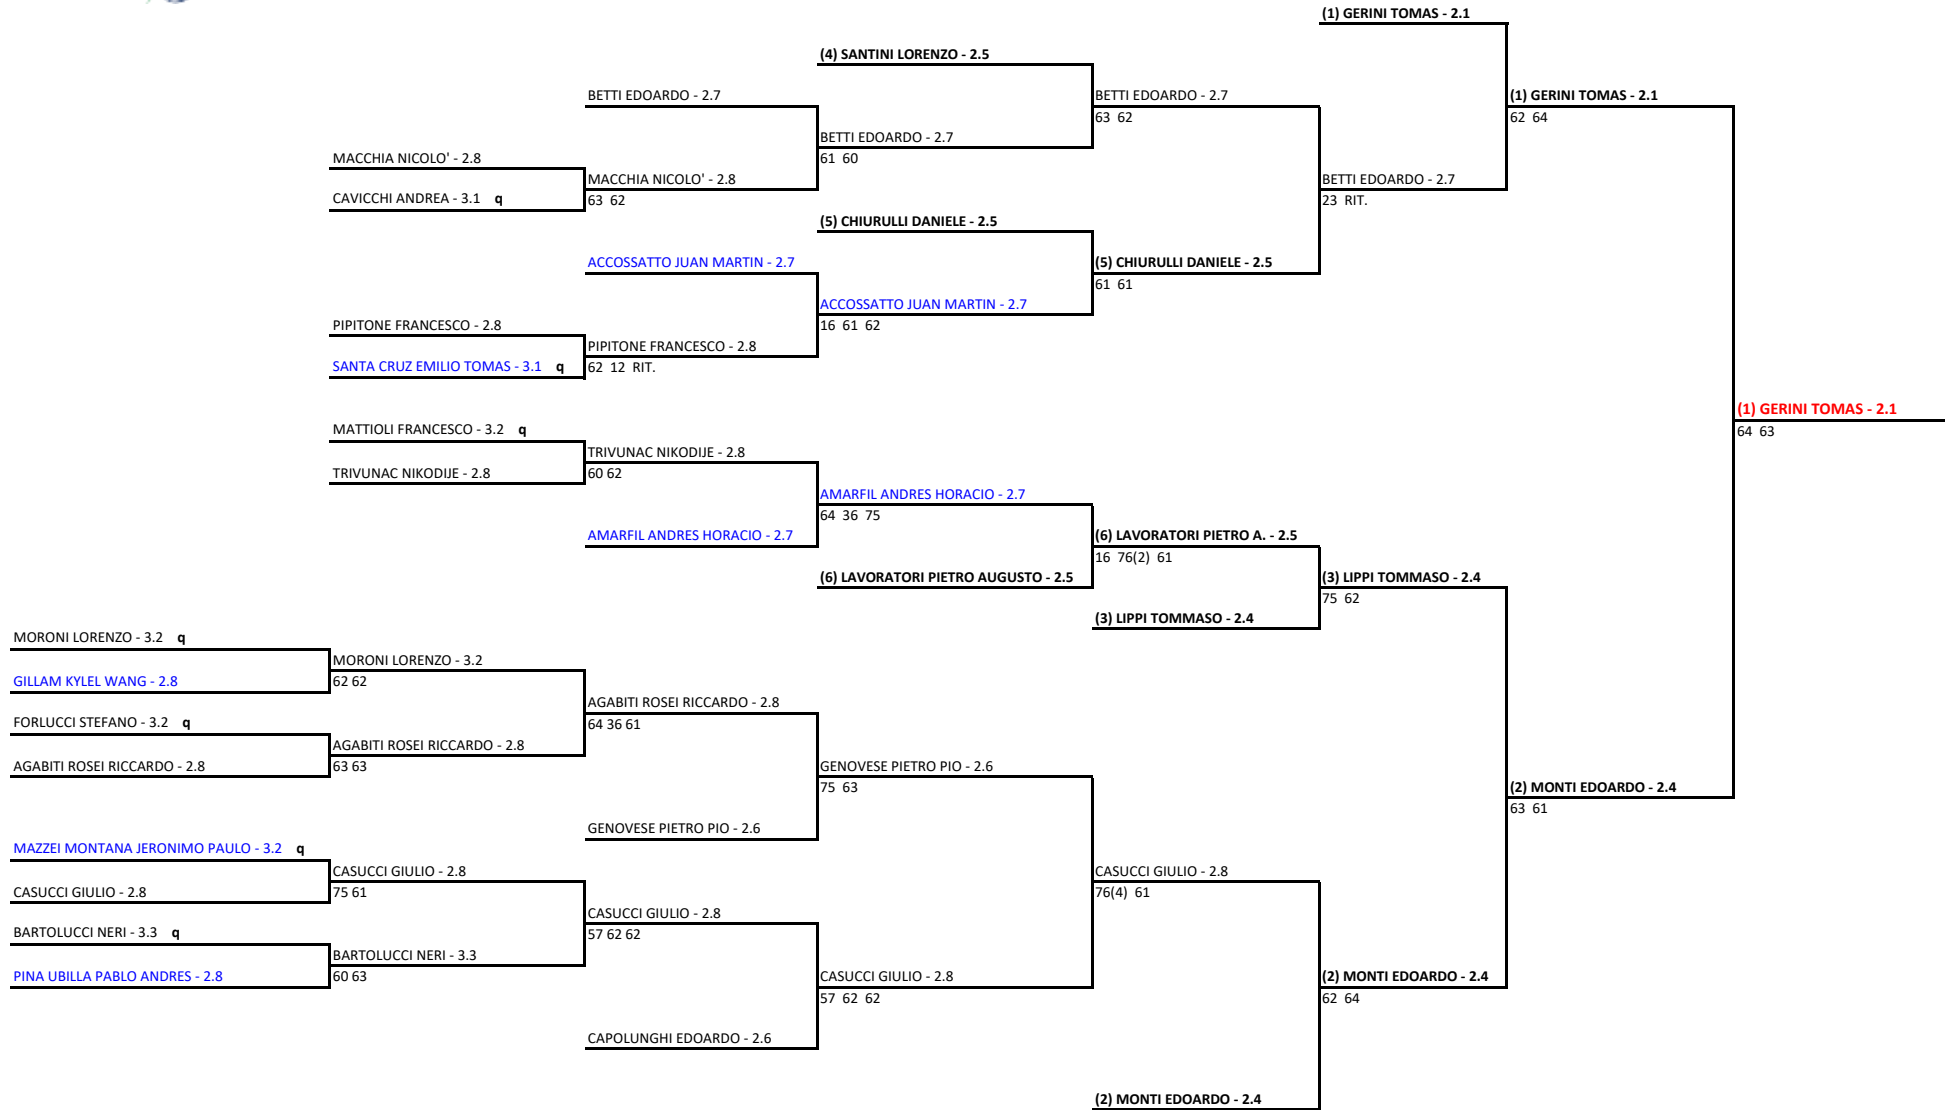 (1) GERINI TOMAS - 2.1
(4) SANTINI LORENZO - 2.5
BETTI EDOARDO - 2.7
BETTI EDOARDO - 2.7
(1) GERINI TOMAS - 2.1
63 62
62 64
BETTI EDOARDO - 2.7
MACCHIA NICOLO' - 2.8
61 60
MACCHIA NICOLO' - 2.8
BETTI EDOARDO - 2.7
CAVICCHI ANDREA - 3.1 q
63 62
23 RIT.
(5) CHIURULLI DANIELE - 2.5
ACCOSSATTO JUAN MARTIN - 2.7
(5) CHIURULLI DANIELE - 2.5
61 61
ACCOSSATTO JUAN MARTIN - 2.7
PIPITONE FRANCESCO - 2.8
16 61 62
PIPITONE FRANCESCO - 2.8
SANTA CRUZ EMILIO TOMAS - 3.1 q
62 12 RIT.
(1) GERINI TOMAS - 2.1
MATTIOLI FRANCESCO - 3.2 q
64 63
TRIVUNAC NIKODIJE - 2.8
TRIVUNAC NIKODIJE - 2.8
60 62
AMARFIL ANDRES HORACIO - 2.7
64 36 75
AMARFIL ANDRES HORACIO - 2.7
(6) LAVORATORI PIETRO A. - 2.5
16 76(2) 61
(6) LAVORATORI PIETRO AUGUSTO - 2.5
(3) LIPPI TOMMASO - 2.4
75 62
(3) LIPPI TOMMASO - 2.4
MORONI LORENZO - 3.2 q
MORONI LORENZO - 3.2
GILLAM KYLEL WANG - 2.8
62 62
AGABITI ROSEI RICCARDO - 2.8
FORLUCCI STEFANO - 3.2 q
64 36 61
AGABITI ROSEI RICCARDO - 2.8
AGABITI ROSEI RICCARDO - 2.8
63 63
GENOVESE PIETRO PIO - 2.6
75 63
(2) MONTI EDOARDO - 2.4
63 61
GENOVESE PIETRO PIO - 2.6
MAZZEI MONTANA JERONIMO PAULO - 3.2 q
CASUCCI GIULIO - 2.8
CASUCCI GIULIO - 2.8
CASUCCI GIULIO - 2.8
75 61
76(4) 61
CASUCCI GIULIO - 2.8
BARTOLUCCI NERI - 3.3 q
57 62 62
BARTOLUCCI NERI - 3.3
PINA UBILLA PABLO ANDRES - 2.8
60 63
CASUCCI GIULIO - 2.8
(2) MONTI EDOARDO - 2.4
57 62 62
62 64
CAPOLUNGHI EDOARDO - 2.6
(2) MONTI EDOARDO - 2.4